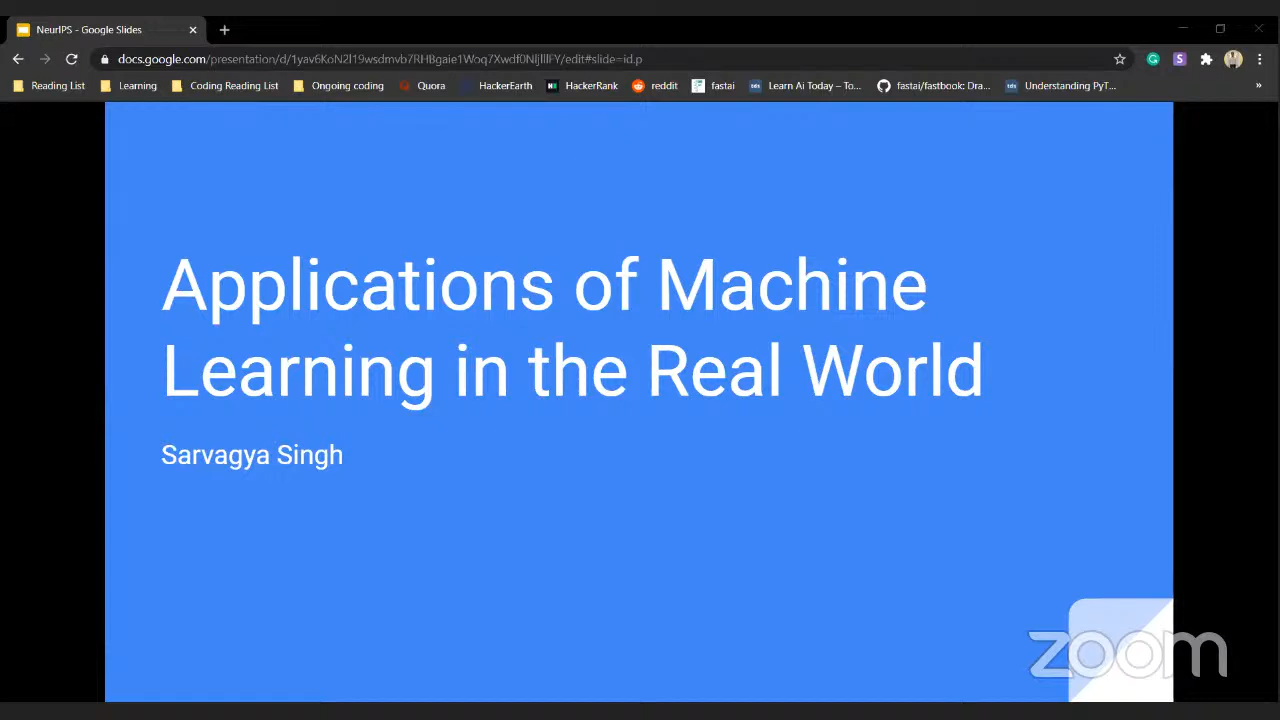 NeurIPS - Google Slides
docs.google.com/presentation/d/1yav6KoN2l19wsdmvb7RHBgaie1Woq7Xwdf0NljlllFY/edit#slide=id.p
Reading List Learning Coding Reading List Ongoing coding Quora HackerEarth HackerRank reddit fastai Learn Ai Today – To... fastai/fastbook: Dra... Understanding PyT...
Applications of Machine
Learning in the Real World
Sarvagya Singh
zoom